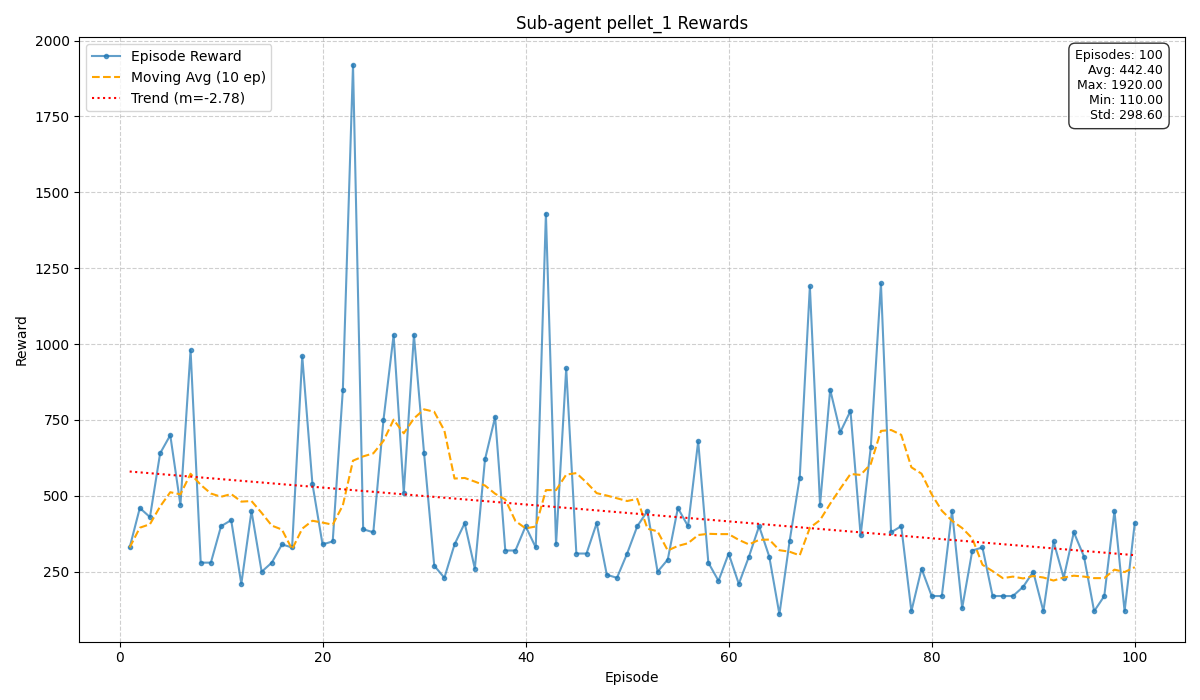 Sub-agent pellet_1 Rewards
Episode Reward
Moving Avg (10 ep)
Trend (m=-2.78)
Episodes: 100
Avg: 442.40
Max: 1920.00
Min: 110.00
Std: 298.60
2000
1750
1500
1250
1000
750
500
250
Reward
0
20
40
60
80
100
Episode